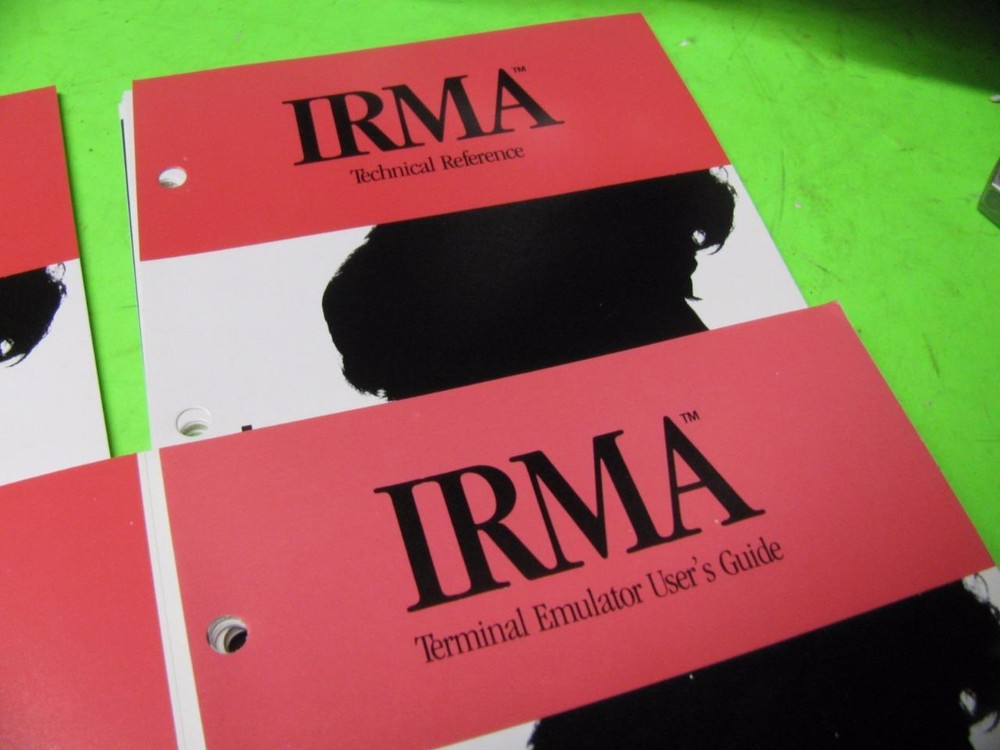 IRMA™
Technical Reference
IRMA™
Terminal Emulator User's Guide